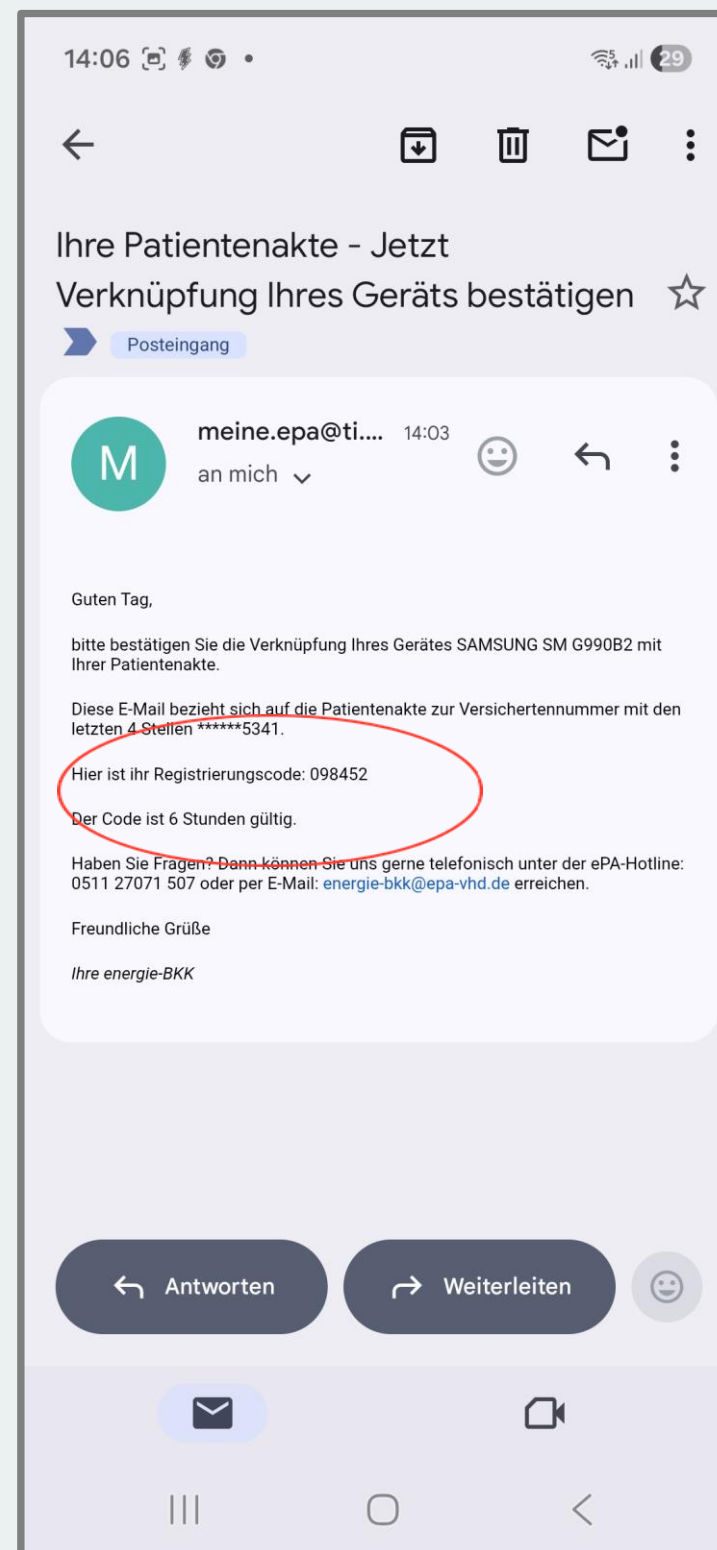 14:06
29
Ihre Patientenakte - Jetzt
Verknüpfung Ihres Geräts bestätigen
Posteingang
M
meine.epa@ti.... 14:03
an mich
Guten Tag,
bitte bestätigen Sie die Verknüpfung Ihres Gerätes SAMSUNG SM G990B2 mit
Ihrer Patientenakte.
Diese E-Mail bezieht sich auf die Patientenakte zur Versichertennummer mit den
letzten 4 Stellen ******5341.
Hier ist ihr Registrierungscode: 098452
Der Code ist 6 Stunden gültig.
Haben Sie Fragen? Dann können Sie uns gerne telefonisch unter der ePA-Hotline:
0511 27071 507 oder per E-Mail: energie-bkk@epa-vhd.de erreichen.
Freundliche Grüße
Ihre energie-BKK
Antworten
Weiterleiten